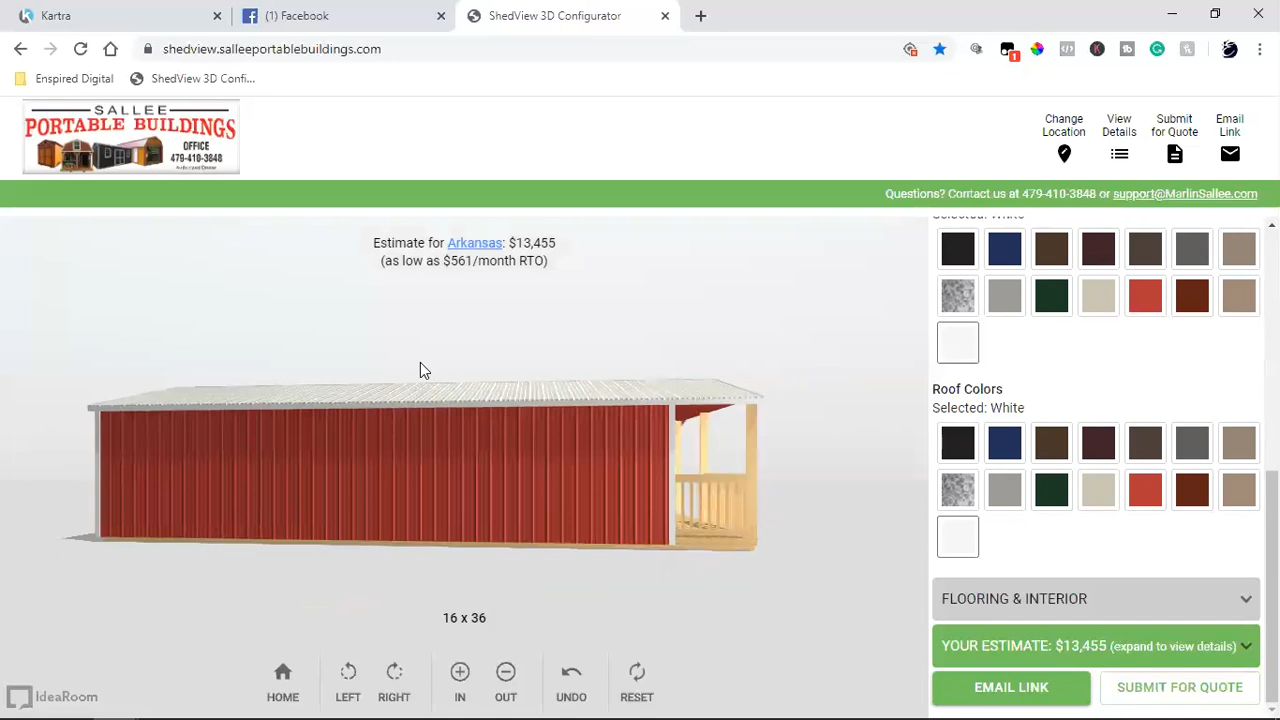 Kartra
(1) Facebook
ShedView 3D Configurator
shedview.salleeportablebuildings.com
1
Enspired Digital
ShedView 3D Confi...
SALLEE
PORTABLE BUILDINGS
OFFICE
479-410-3848
Change Location
View Details
Submit for Quote
Email Link
Questions? Contact us at 479-410-3848 or support@MarlinSallee.com
Estimate for Arkansas: $13,455
(as low as $561/month RTO)
16 x 36
HOME
LEFT
RIGHT
IN
OUT
UNDO
RESET
IdeaRoom
Selected: White
Roof Colors
Selected: White
FLOORING & INTERIOR
YOUR ESTIMATE: $13,455 (expand to view details)
EMAIL LINK
SUBMIT FOR QUOTE